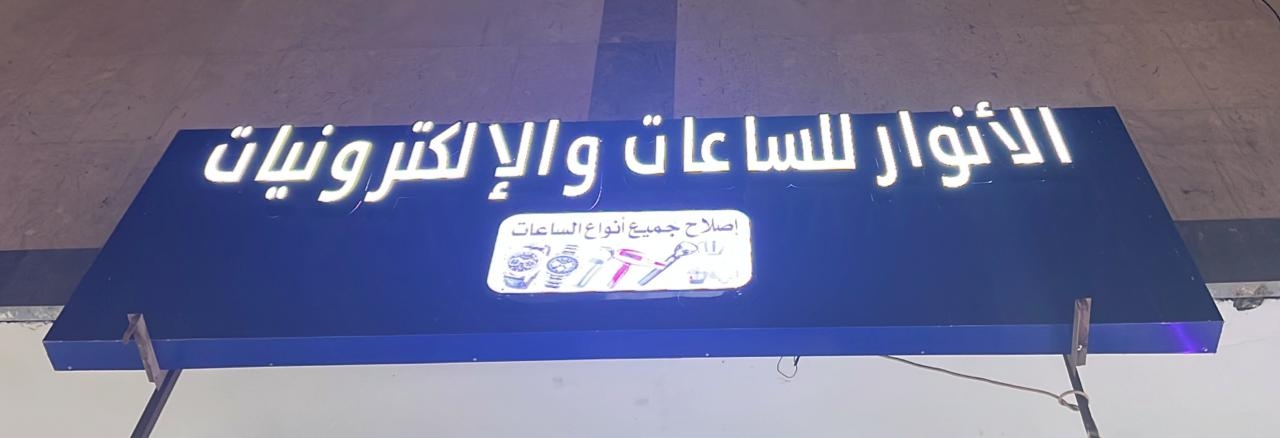 الأنوار للساعات والإلكترونيات
إصلاح جميع أنواع الساعات